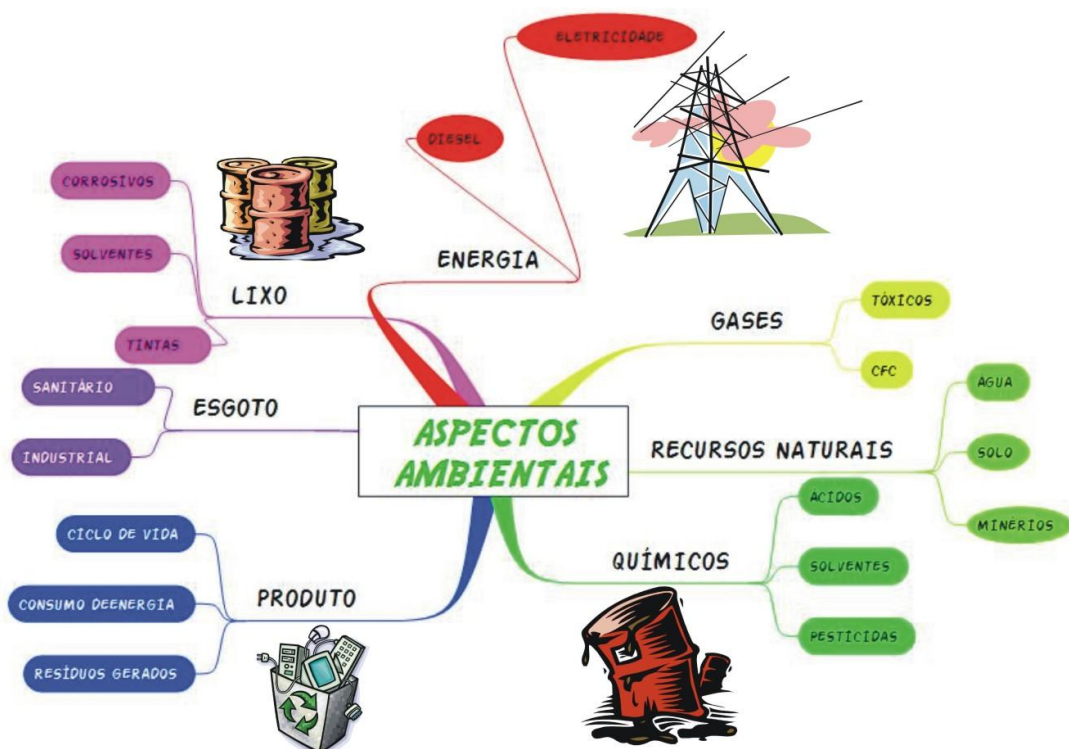 ELETRICIDADE
DIESEL
ENERGIA
CORROSIVOS
SOLVENTES
TINTAS
LIXO
SANITÁRIO
INDUSTRIAL
ESGOTO
ASPECTOS
AMBIENTAIS
GASES
TÓXICOS
CFC
RECURSOS NATURAIS
AGUA
SOLO
MINÉRIOS
QUÍMICOS
ÁCIDOS
SOLVENTES
PESTICIDAS
PRODUTO
CICLO DE VIDA
CONSUMO DEENERGIA
RESÍDUOS GERADOS